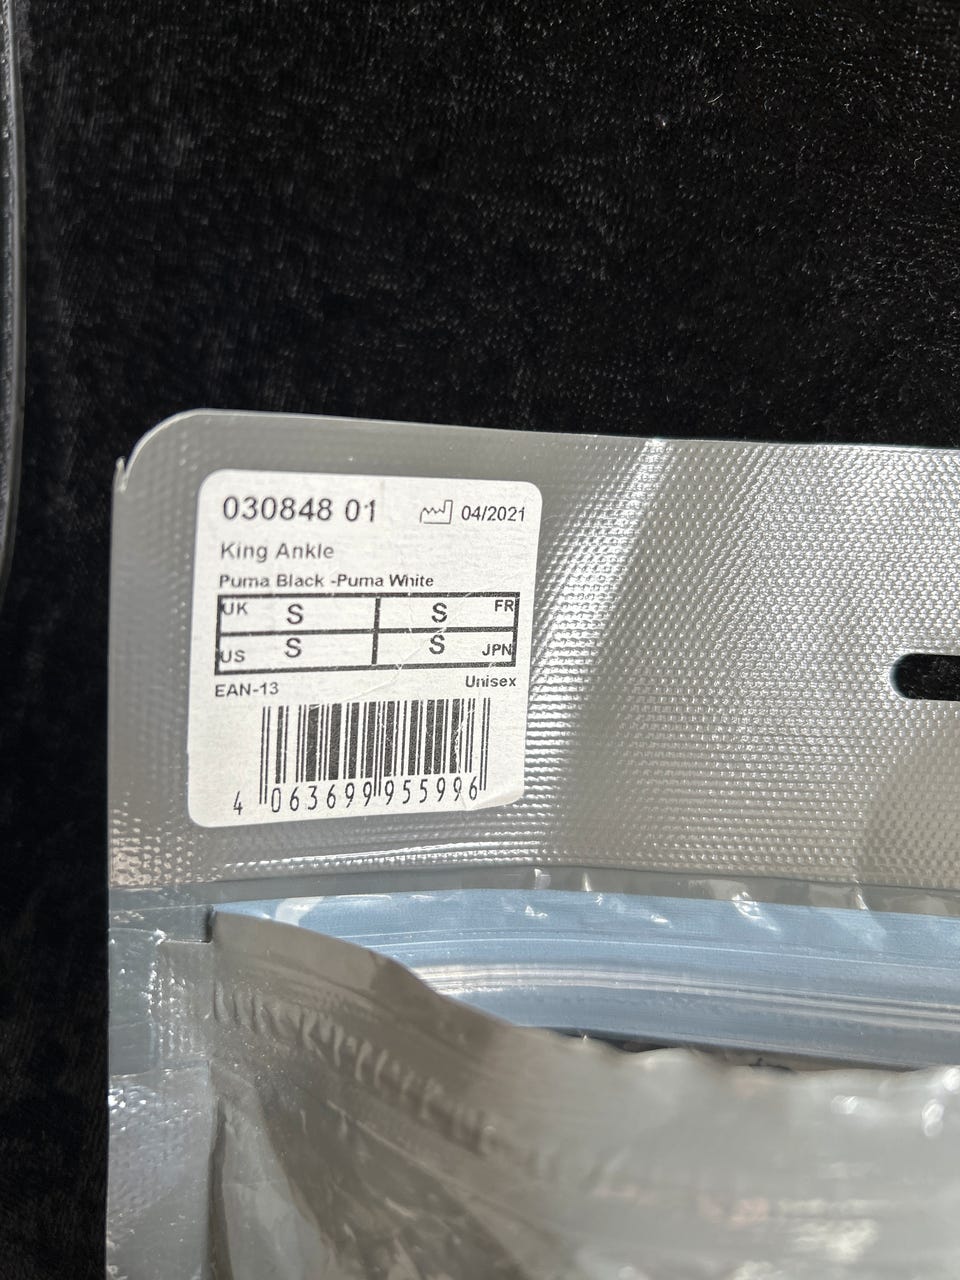 030848 01 04/2021
King Ankle
Puma Black -Puma White
UK S S FR
US S S JPN
EAN-13 Unisex
4 063699 955996